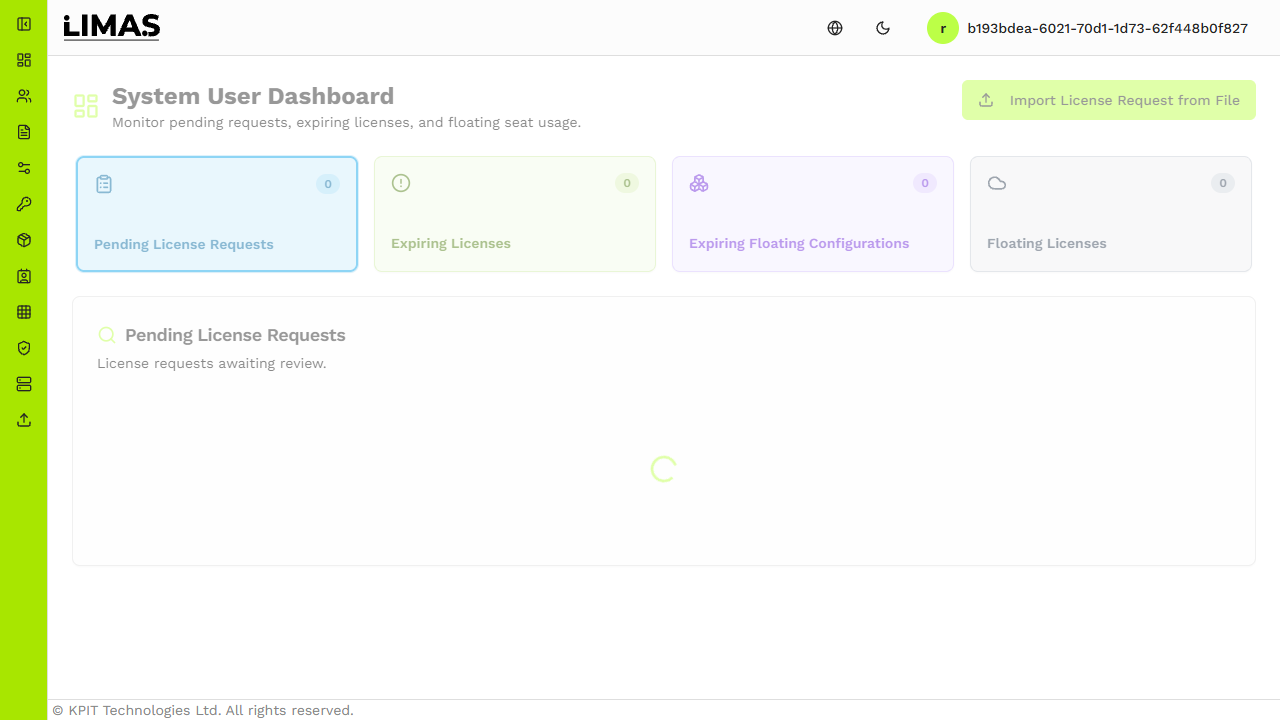 LIMAS
r
b193bdea-6021-70d1-1d73-62f448b0f827
System User Dashboard
Monitor pending requests, expiring licenses, and floating seat usage.
Import License Request from File
0
Pending License Requests
0
Expiring Licenses
0
Expiring Floating Configurations
0
Floating Licenses
Pending License Requests
License requests awaiting review.
© KPIT Technologies Ltd. All rights reserved.